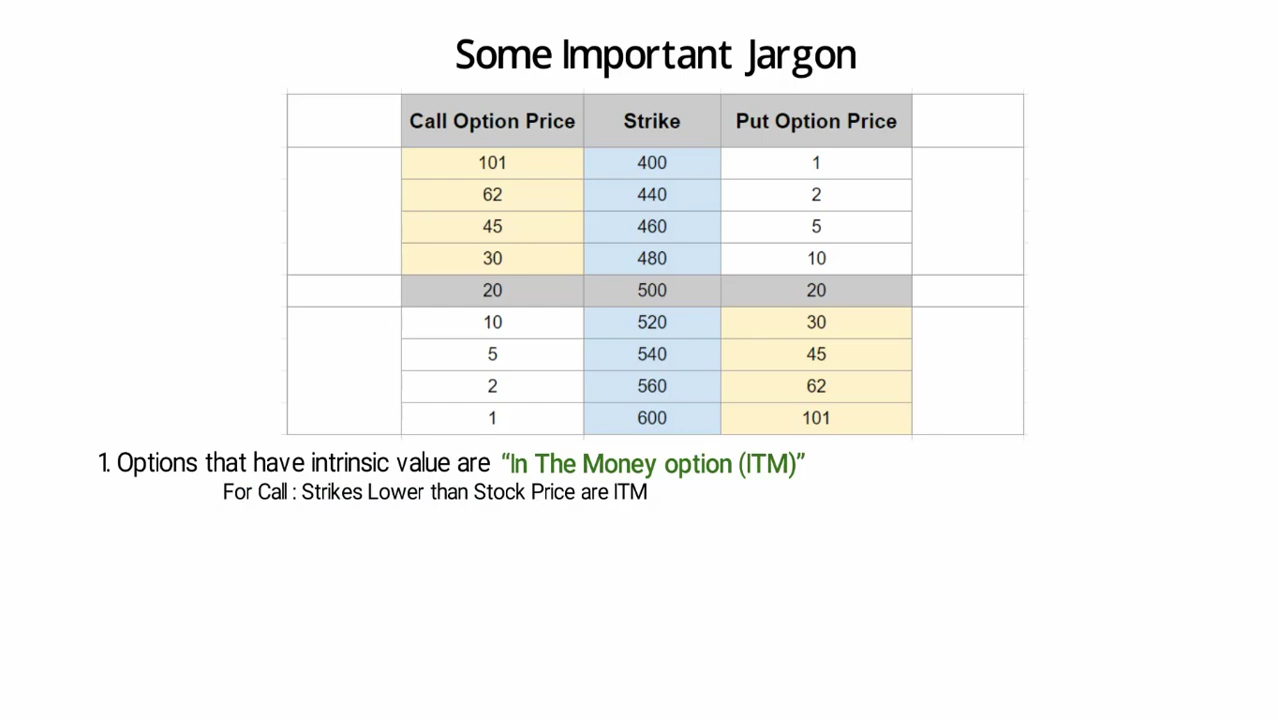 Some Important Jargon
Call Option Price Strike Put Option Price
101 400 1
62 440 2
45 460 5
30 480 10
20 500 20
10 520 30
5 540 45
2 560 62
1 600 101
1. Options that have intrinsic value are “In The Money option (ITM)”
For Call : Strikes Lower than Stock Price are ITM